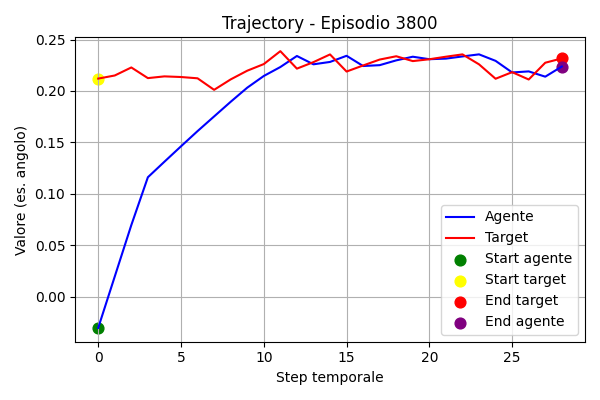 Trajectory - Episodio 3800
Valore (es. angolo)
0.25
0.20
0.15
0.10
0.05
0.00
0 5 10 15 20 25
Step temporale
Agente
Target
Start agente
Start target
End target
End agente